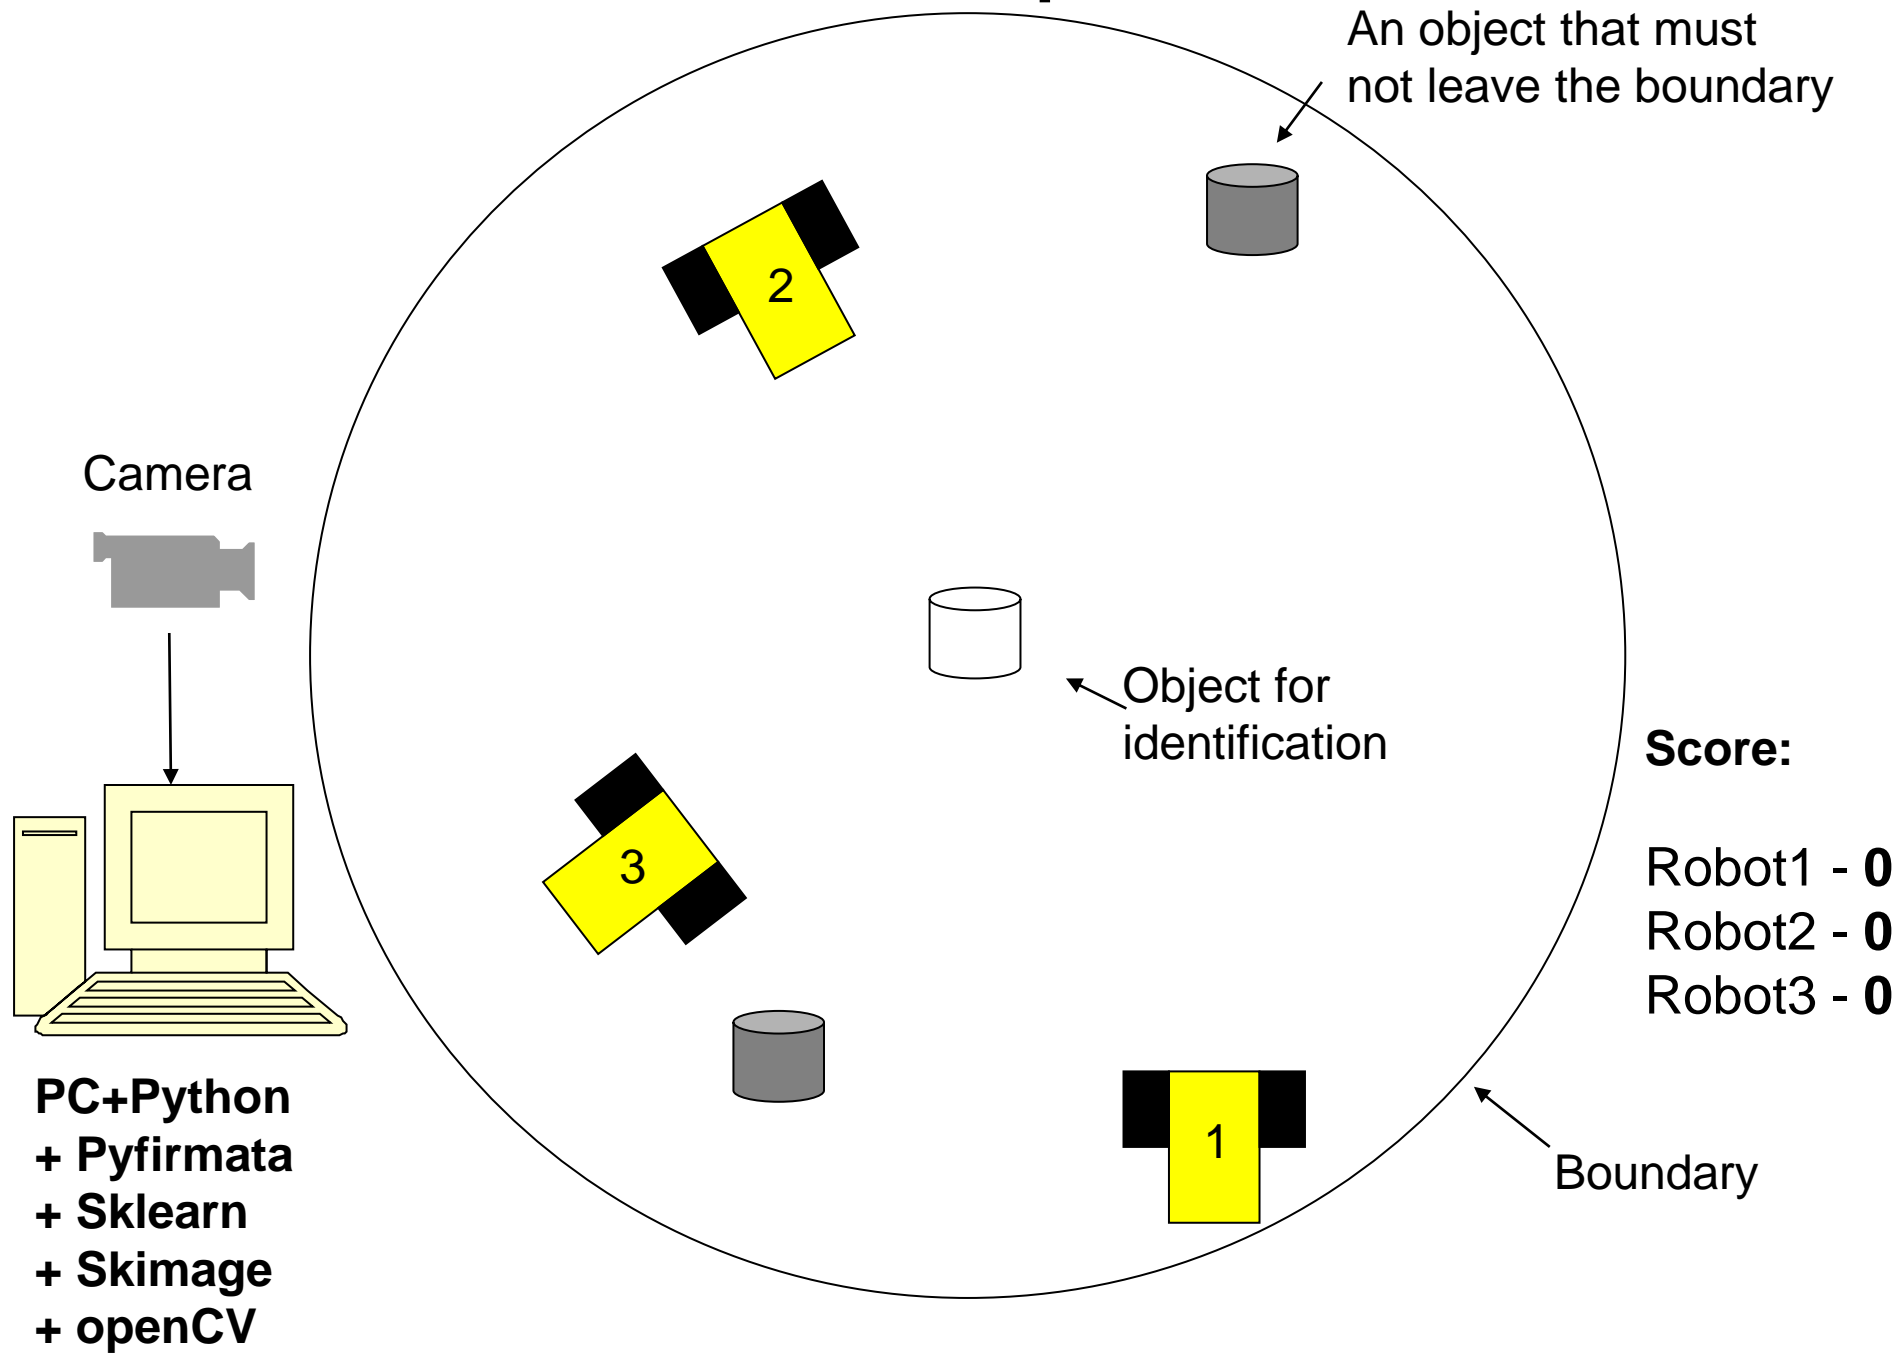 An object that must
not leave the boundary
2
Camera
Object for
identification
Score:
3
Robot1 - 0
Robot2 - 0
Robot3 - 0
PC+Python
+ Pyfirmata
+ Sklearn
+ Skimage
+ openCV
1
Boundary